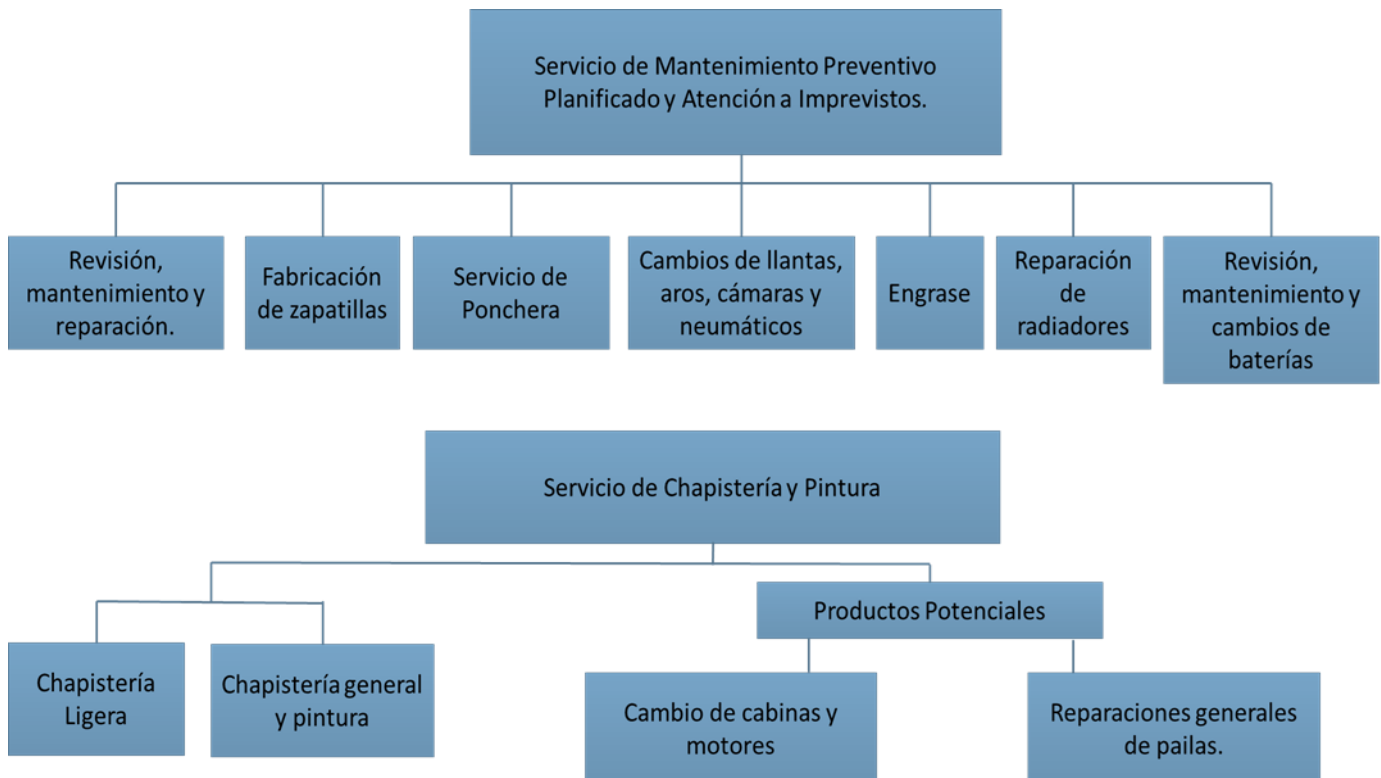 Servicio de Mantenimiento Preventivo
Planificado y Atención a Imprevistos.
Revisión,
mantenimiento y
reparación.
Fabricación
de zapatillas
Servicio de
Ponchera
Cambios de llantas,
aros, cámaras y
neumáticos
Engrase
Reparación
de
radiadores
Revisión,
mantenimiento y
cambios de
baterías
Servicio de Chapistería y Pintura
Productos Potenciales
Chapistería
Ligera
Chapistería general
y pintura
Cambio de cabinas y
motores
Reparaciones generales
de pailas.